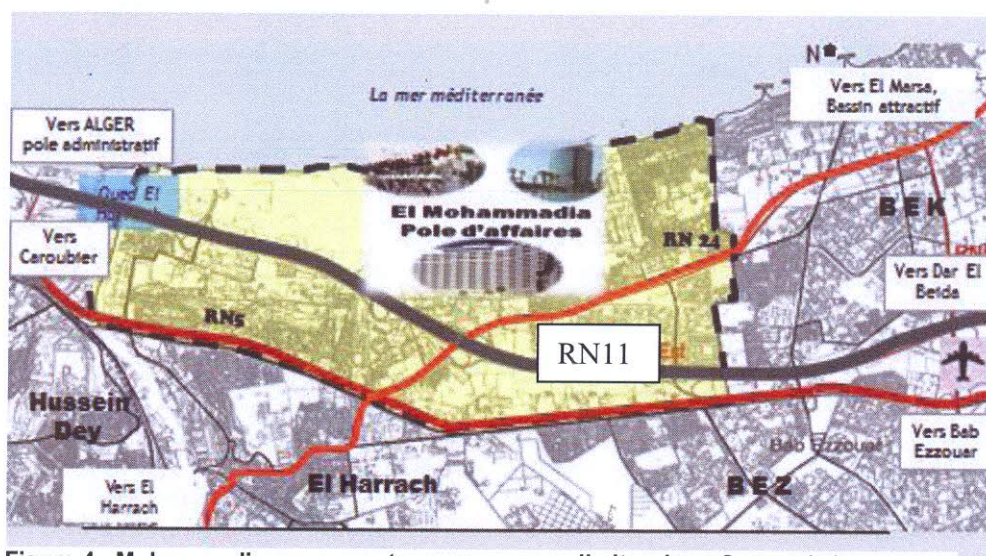 La mer méditerranée
N
Vers El Marsa,
Bassin attractif
Vers ALGER
pole administratif
Oued El
El Mohammadia
Pole d'affaires
BEK
RN 24
Vers
Caroubier
Vers Dar El
Beida
RN5
RN11
Est
Hussein
Dey
Vers Bab
Ezzouar
Bab Ezzouar
El Harrach
BEZ
Vers El
Harrach